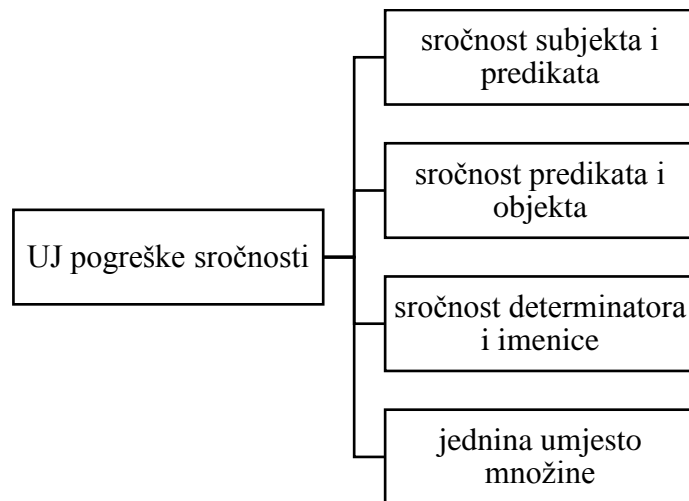 UJ pogreške sročnosti
sročnost subjekta i
predikata
sročnost predikata i
objekta
sročnost determinatora
i imenice
jednina umjesto
množine